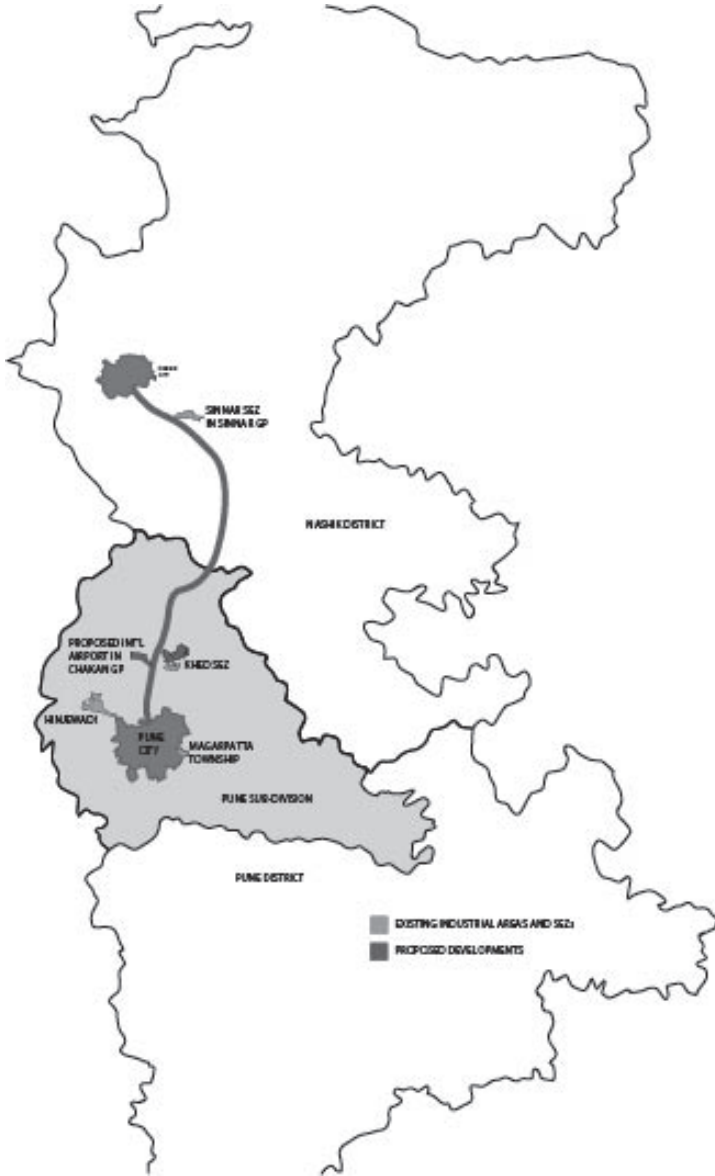 SINNAR SEZ
IN SINNAR GP
NASHIK DISTRICT
PROPOSED INT'L
AIRPORT IN
CHAKAN GP
KHED SEZ
HINJEWADI
PUNE
CITY
MAGARPATTA
TOWNSHIP
PUNE SUB-DIVISION
PUNE DISTRICT
EXISTING INDUSTRIAL AREAS AND SEZs
PROPOSED DEVELOPMENTS